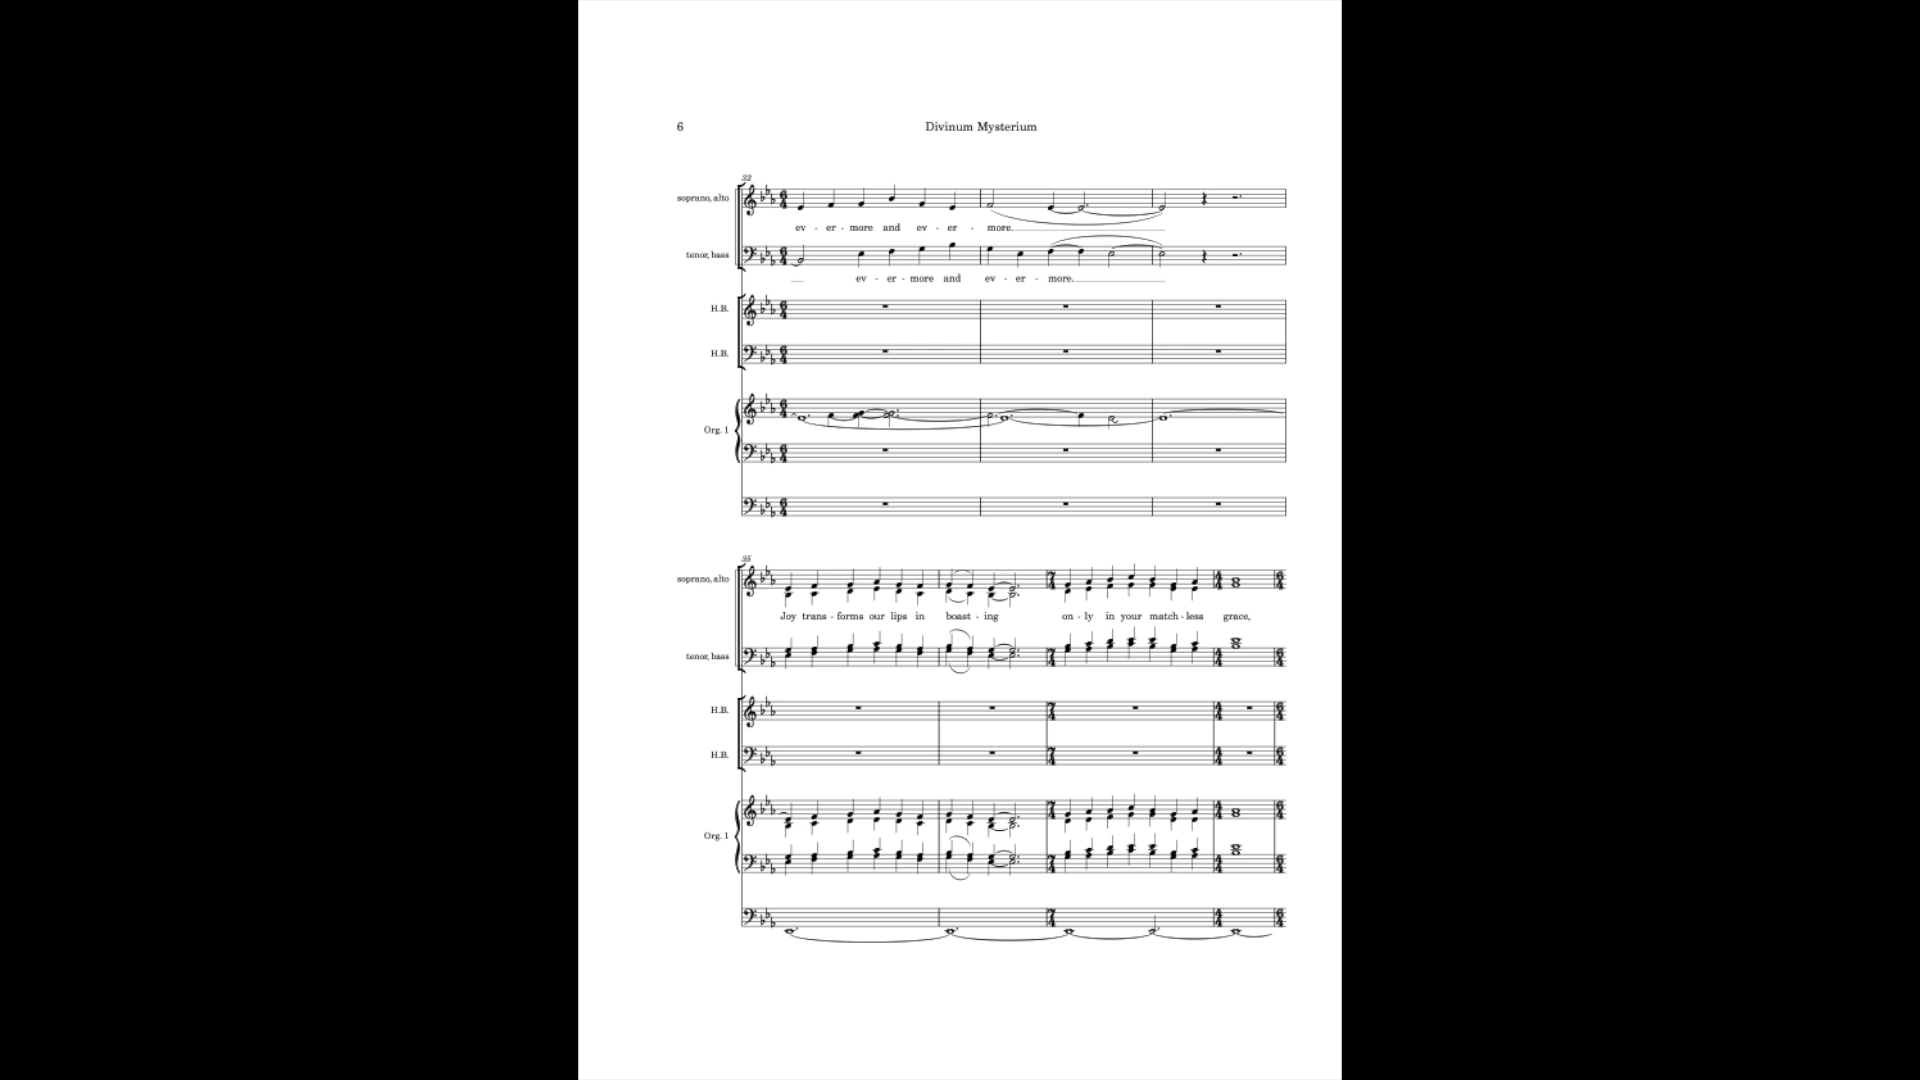 6 Divinum Mysterium
32
soprano, alto
ev - er - more and ev - er - more.
tenor, bass
ev - er - more and ev - er - more.
H.B.
H.B.
Org. 1
35
soprano, alto
Joy trans - forms our lips in boast - ing on - ly in your match - less grace,
tenor, bass
H.B.
H.B.
Org. 1